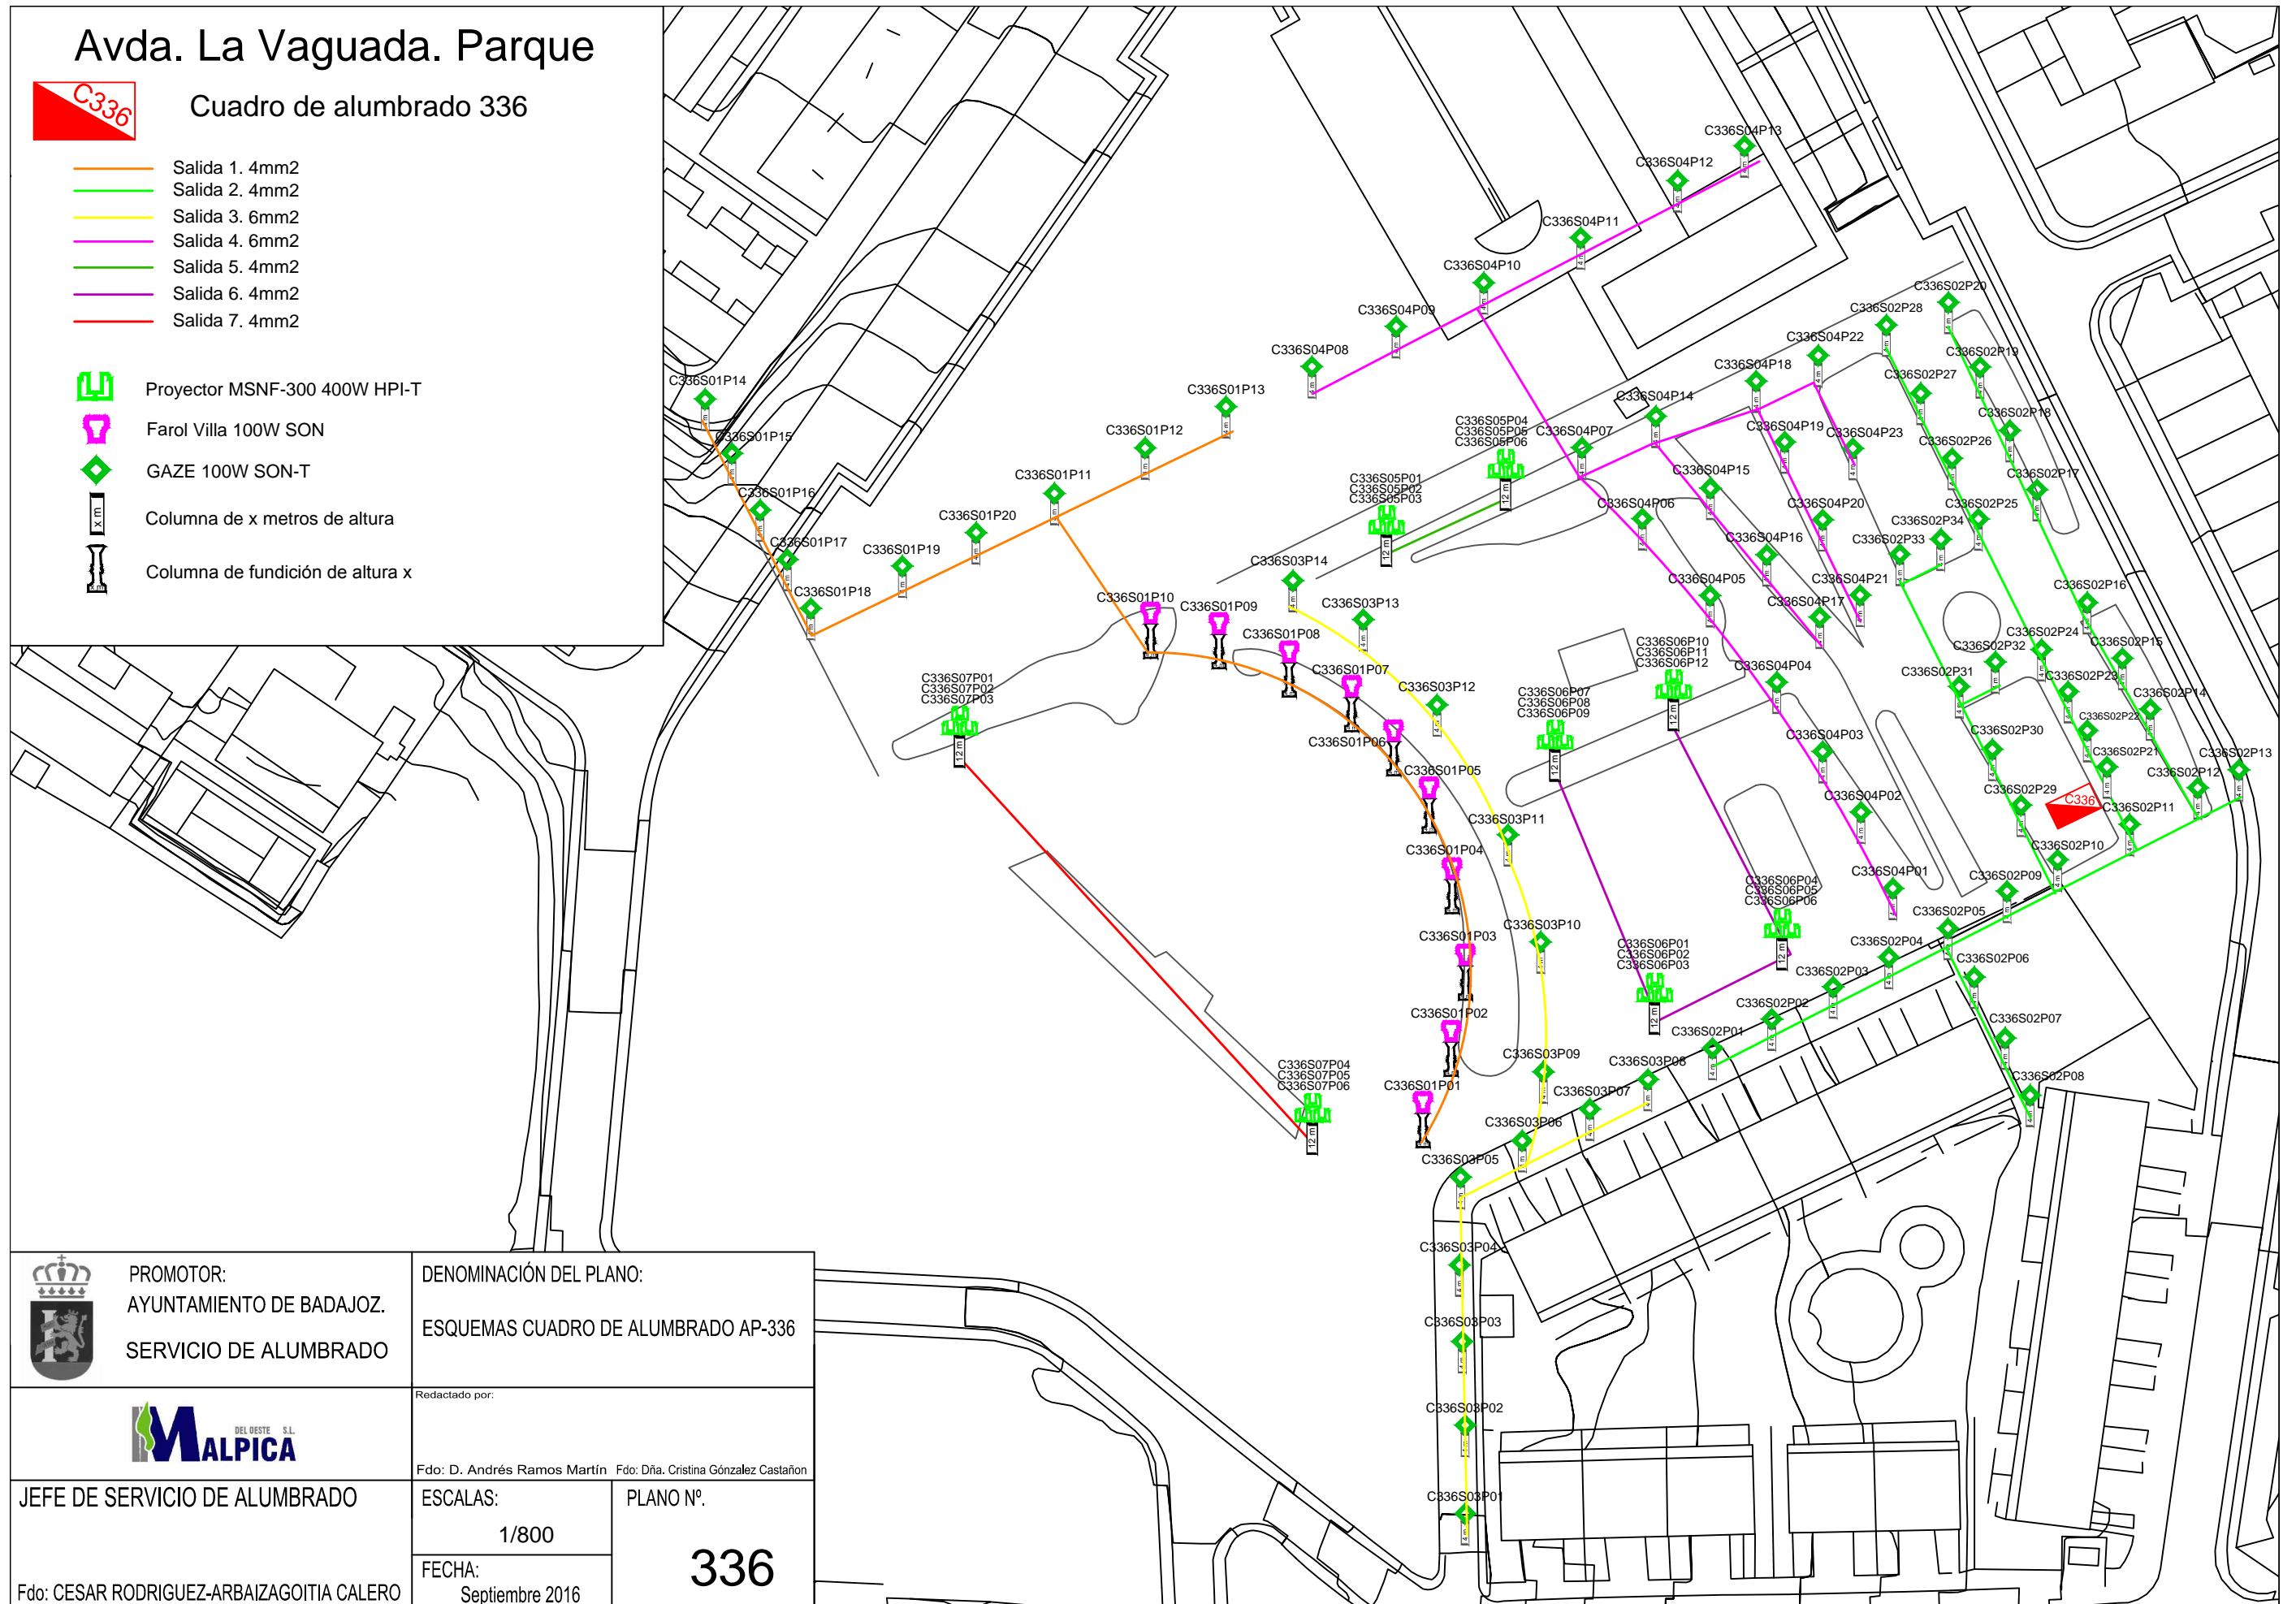 Avda. La Vaguada. Parque
C336
Cuadro de alumbrado 336
Salida 1. 4mm2
Salida 2. 4mm2
Salida 3. 6mm2
Salida 4. 6mm2
Salida 5. 4mm2
Salida 6. 4mm2
Salida 7. 4mm2
Proyector MSNF-300 400W HPI-T
Farol Villa 100W SON
GAZE 100W SON-T
x m
Columna de x metros de altura
Columna de fundición de altura x
C336S01P14
C336S01P15
C336S01P16
C336S01P17
C336S01P18
C336S01P19
C336S01P20
C336S01P11
C336S01P12
C336S01P13
C336S01P10
C336S01P09
C336S01P08
C336S01P07
C336S01P06
C336S01P05
C336S01P04
C336S01P03
C336S01P02
C336S01P01
C336S04P13
C336S04P12
C336S04P11
C336S04P10
C336S04P09
C336S04P08
C336S04P07
C336S04P14
C336S04P18
C336S04P22
C336S04P19
C336S04P23
C336S04P15
C336S04P20
C336S04P06
C336S04P16
C336S04P21
C336S04P05
C336S04P17
C336S04P04
C336S04P03
C336S04P02
C336S04P01
C336S05P04
C336S05P05
C336S05P06
12 m
C336S05P01
C336S05P02
C336S05P03
12 m
C336S02P20
C336S02P28
C336S02P19
C336S02P27
C336S02P18
C336S02P26
C336S02P17
C336S02P25
C336S02P34
C336S02P33
C336S02P16
C336S02P24
C336S02P32
C336S02P15
C336S02P31
C336S02P23
C336S02P14
C336S02P22
C336S02P30
C336S02P21
C336S02P13
C336S02P12
C336S02P29
C336
C336S02P11
C336S02P10
C336S02P09
C336S02P05
C336S02P04
C336S02P06
C336S02P03
C336S02P02
C336S02P01
C336S02P07
C336S02P08
C336S03P14
C336S03P13
C336S03P12
C336S03P11
C336S03P10
C336S03P09
C336S03P08
C336S03P07
C336S03P06
C336S03P05
C336S03P04
C336S03P03
C336S03P02
C336S03P01
C336S06P10
C336S06P11
C336S06P12
12 m
C336S06P07
C336S06P08
C336S06P09
12 m
C336S06P04
C336S06P05
C336S06P06
12 m
C336S06P01
C336S06P02
C336S06P03
12 m
C336S07P01
C336S07P02
C336S07P03
12 m
C336S07P04
C336S07P05
C336S07P06
12 m
PROMOTOR:
AYUNTAMIENTO DE BADAJOZ.
SERVICIO DE ALUMBRADO
DENOMINACIÓN DEL PLANO:
ESQUEMAS CUADRO DE ALUMBRADO AP-336
DEL OESTE S.L.
MALPICA
Redactado por:
Fdo: D. Andrés Ramos Martín Fdo: Dña. Cristina Gónzalez Castañon
JEFE DE SERVICIO DE ALUMBRADO
Fdo: CESAR RODRIGUEZ-ARBAIZAGOITIA CALERO
ESCALAS:
1/800
FECHA:
Septiembre 2016
PLANO Nº.
336